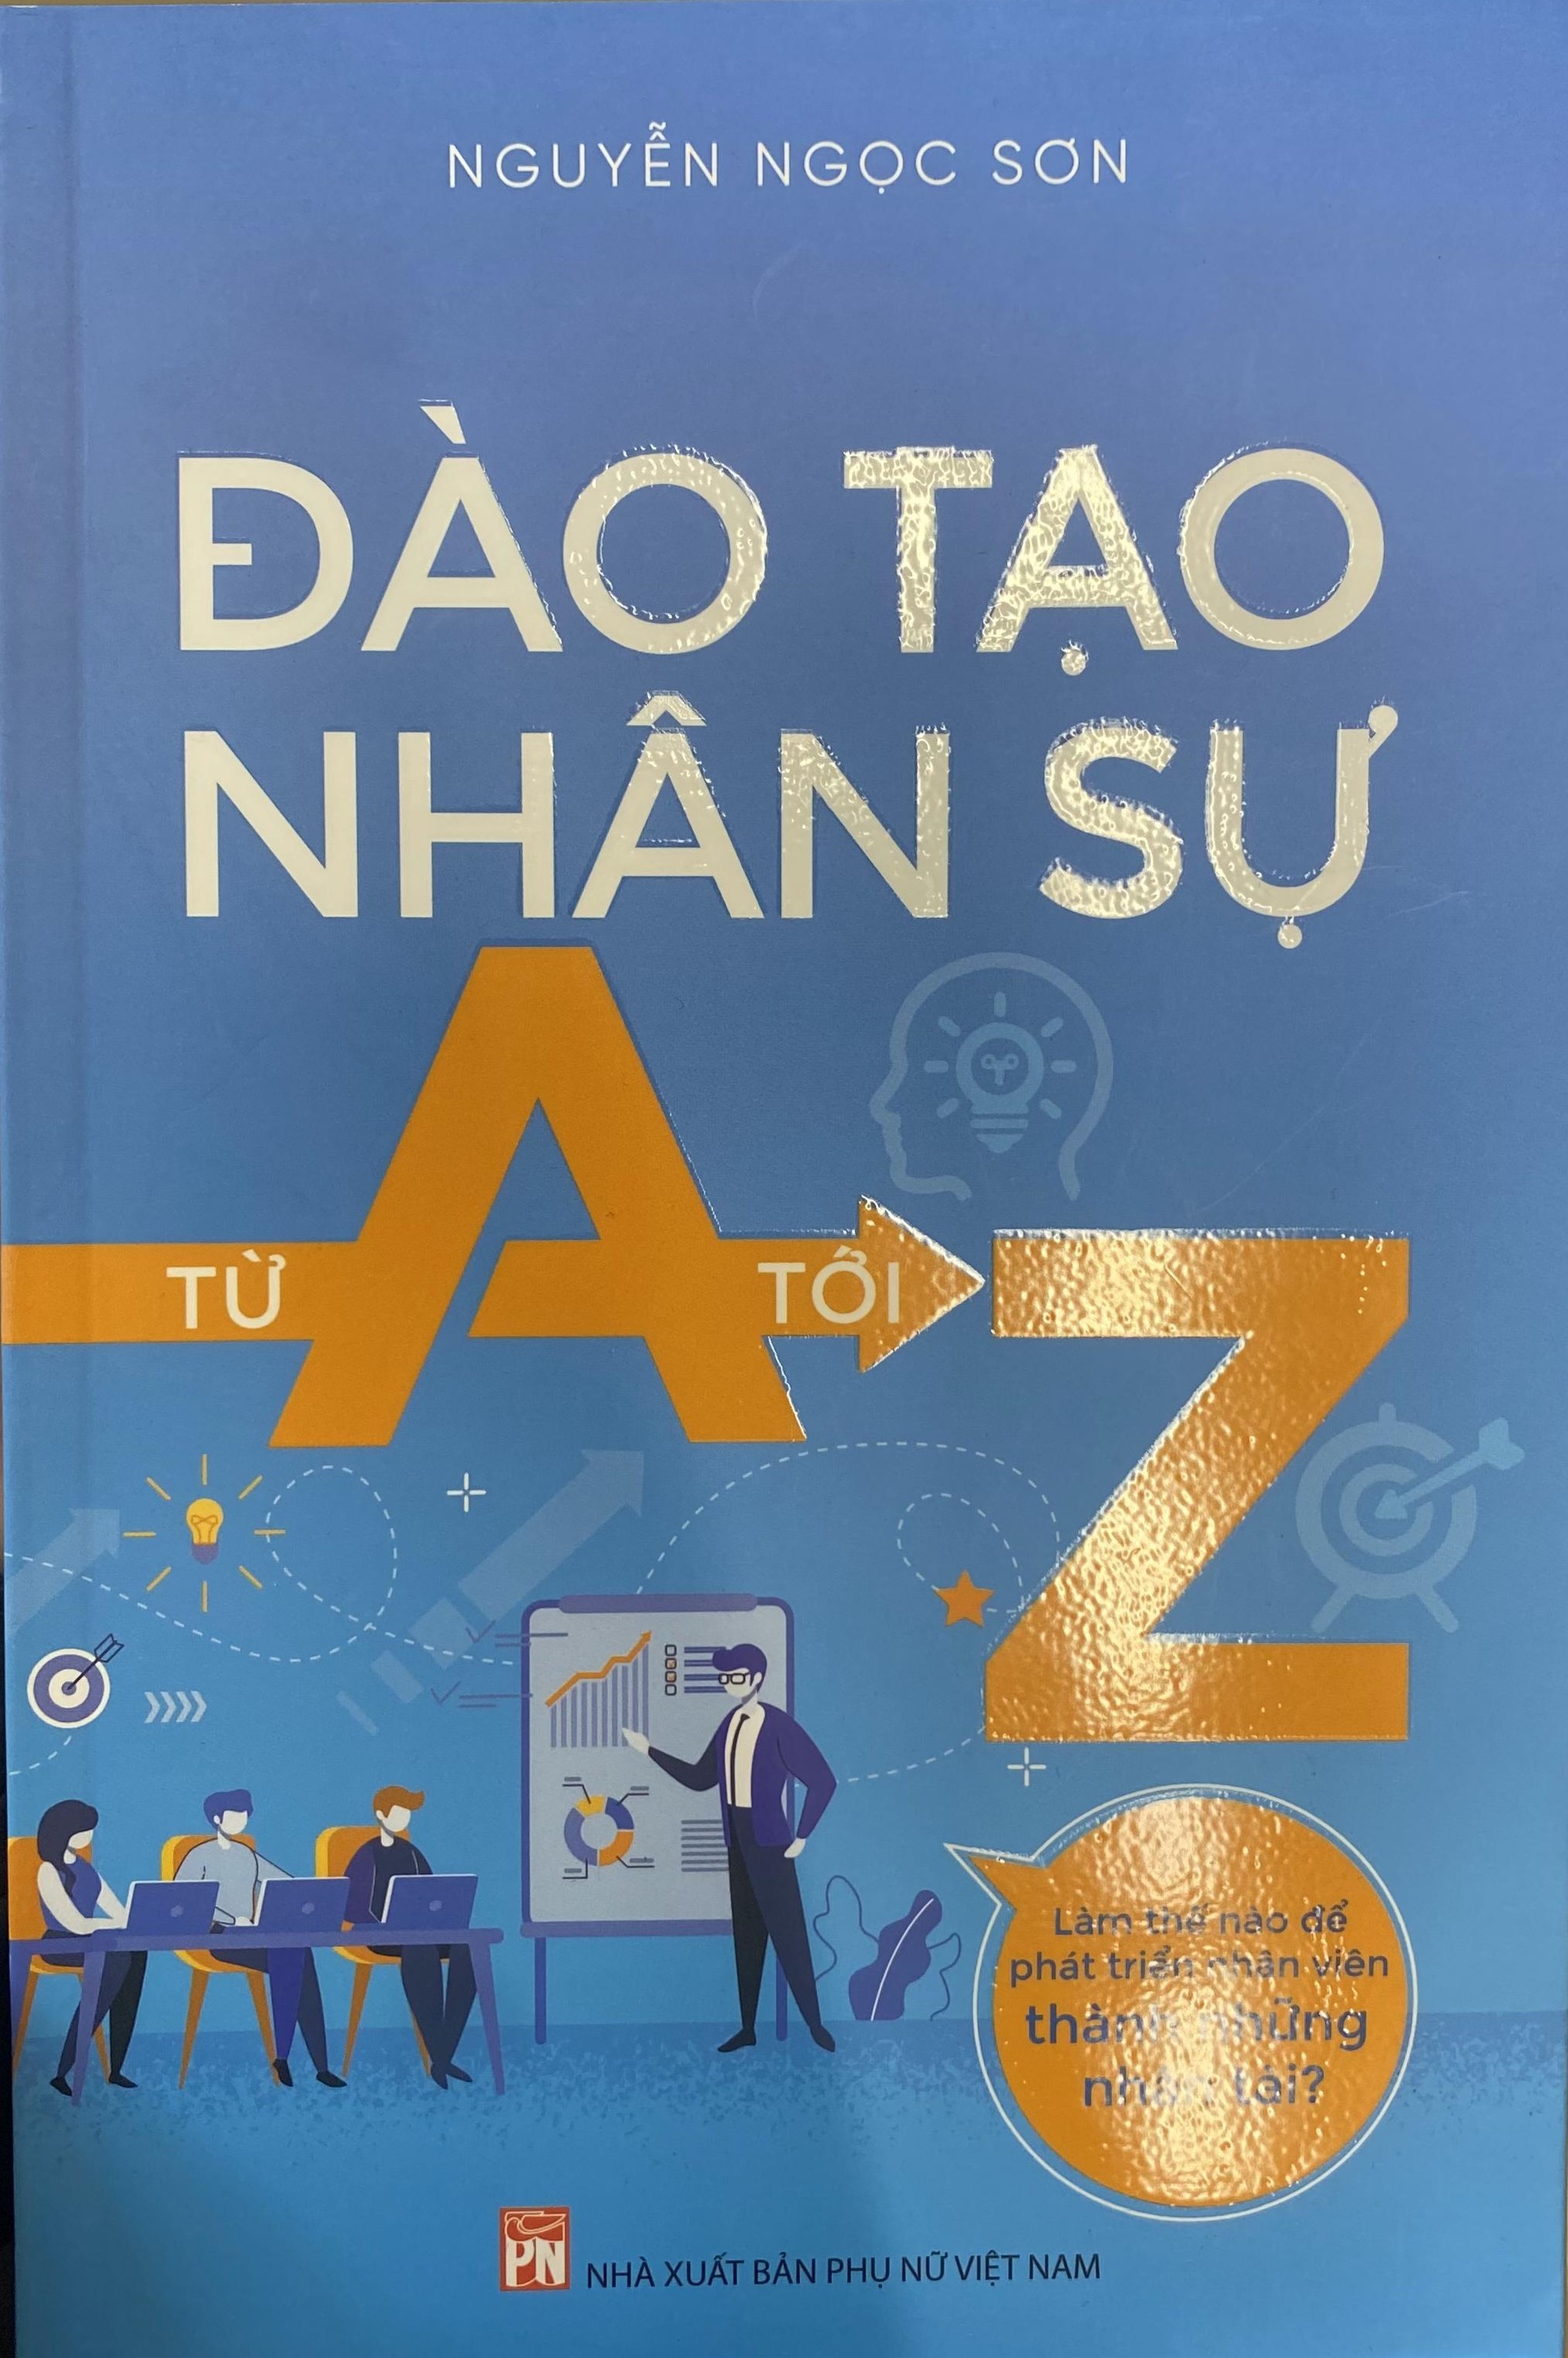 NGUYỄN NGỌC SƠN
ĐÀO TẠO
NHÂN SỰ
TỪ A TỚI Z
Làm thế nào để
phát triển nhân viên
thành những
nhân tài?
PN
NHÀ XUẤT BẢN PHỤ NỮ VIỆT NAM